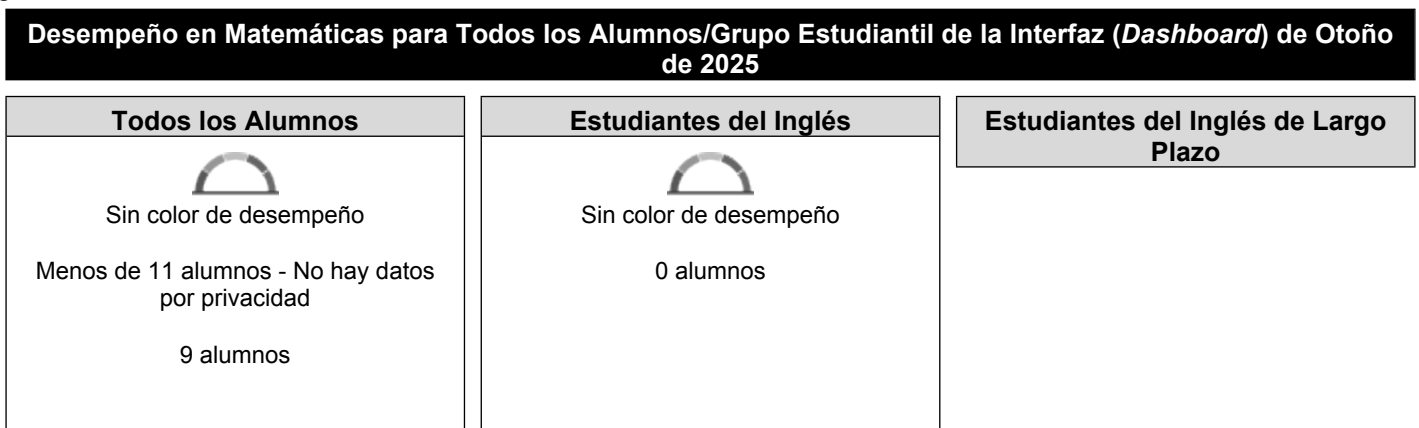 Desempeño en Matemáticas para Todos los Alumnos/Grupo Estudiantil de la Interfaz (Dashboard) de Otoño
de 2025
Todos los Alumnos
Sin color de desempeño
Menos de 11 alumnos - No hay datos
por privacidad
9 alumnos
Estudiantes del Inglés
Sin color de desempeño
0 alumnos
Estudiantes del Inglés de Largo
Plazo